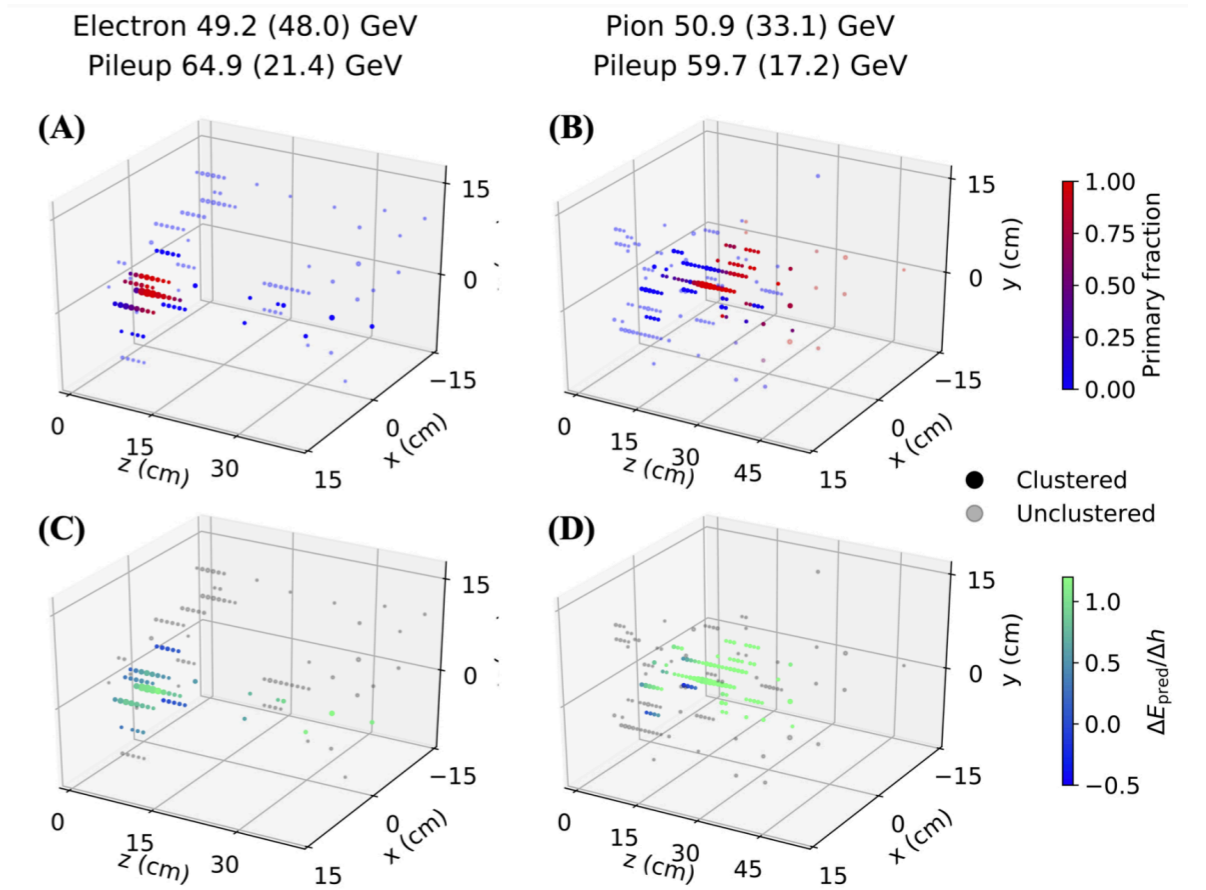 Electron 49.2 (48.0) GeV
Pileup 64.9 (21.4) GeV
Pion 50.9 (33.1) GeV
Pileup 59.7 (17.2) GeV
(A)
15
0
−15
0
15
30
z (cm)
0
x (cm)
15
(B)
15
0
y (cm)
−15
0
15
30
45
z (cm)
0
x (cm)
15
1.00
0.75
0.50
0.25
0.00
Primary fraction
Clustered
Unclustered
(C)
15
0
−15
0
15
30
z (cm)
0
x (cm)
15
(D)
15
0
y (cm)
−15
0
15
30
45
z (cm)
0
x (cm)
15
1.0
0.5
0.0
−0.5
ΔE_pred/Δh